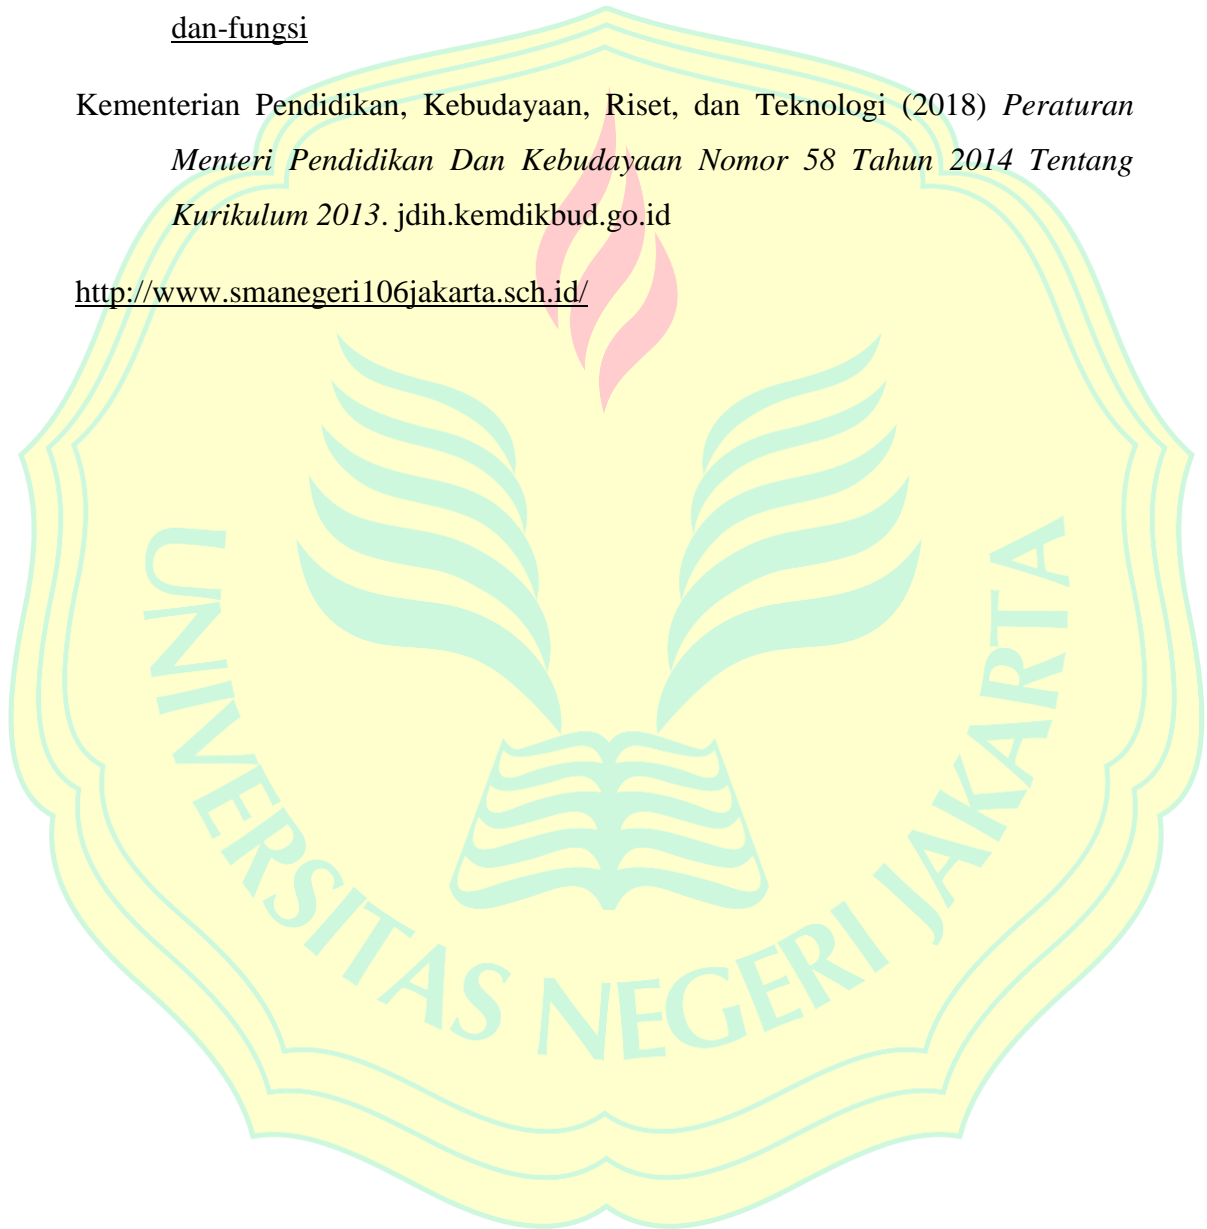 dan-fungsi
Kementerian Pendidikan, Kebudayaan, Riset, dan Teknologi (2018) Peraturan
Menteri Pendidikan Dan Kebudayaan Nomor 58 Tahun 2014 Tentang
Kurikulum 2013. jdih.kemdikbud.go.id
http://www.smanegeri106jakarta.sch.id/
UNIVERSITAS NEGERI JAKARTA